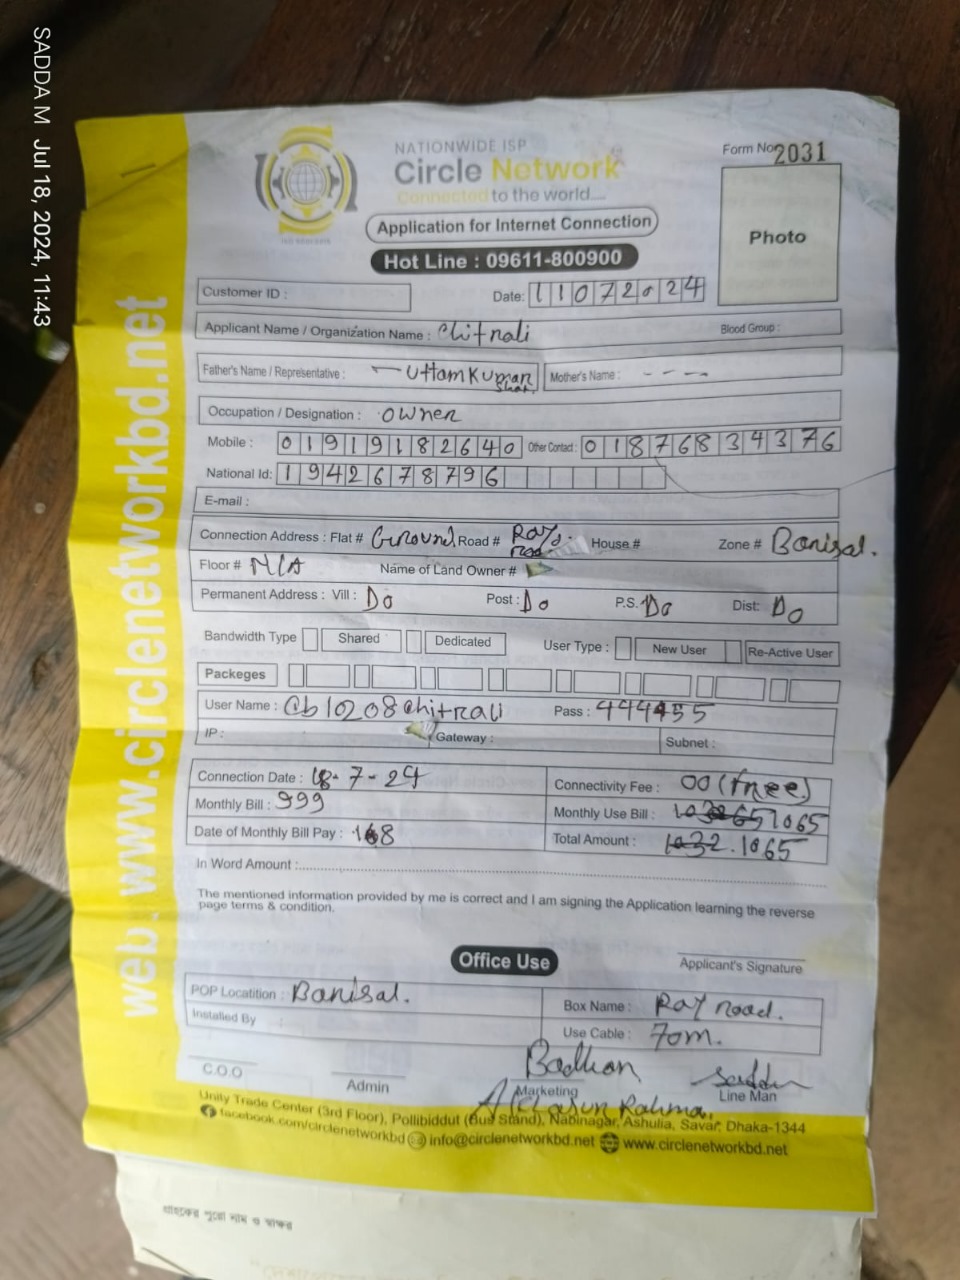 SADDA M Jul 18, 2024, 11:43
web: www.circlenetworkbd.net
NATIONWIDE ISP
Circle Network
Connected to the world....
Form No 2031
Application for Internet Connection
Photo
Hot Line : 09611-800900
Customer ID :
Date: 11072024
Applicant Name / Organization Name : Chitrali
Blood Group :
Father's Name / Representative : UttamKumar
Mother's Name : - - -
Occupation / Designation : owner
Mobile : 01919182640 Other Contact : 01876834376
National Id: 1942678796
E-mail :
Connection Address : Flat # Ground Road # Ray road House # Zone # Barisal.
Floor # N/A Name of Land Owner #
Permanent Address : Vill : Do Post : Do P.S. Do Dist: Do
Bandwidth Type Shared Dedicated User Type : New User Re-Active User
Packeges
User Name : Cb10208chitrali Pass : 444455
IP : Gateway : Subnet :
Connection Date : 18-7-24 Connectivity Fee : 00 (free)
Monthly Bill : 999 Monthly Use Bill : 1065
Date of Monthly Bill Pay : Total Amount : 1032.1065
In Word Amount :
The mentioned information provided by me is correct and I am signing the Application learning the reverse
page terms & condition.
Office Use
Applicant's Signature
POP Locatition : Barisal. Box Name : Ray road.
Installed By Use Cable : 70m.
Badhon
C.O.O Admin Marketing Line Man
Rahman
Unity Trade Center (3rd Floor), Pollibiddut (Bus Stand), Nabinagar, Ashulia, Savar, Dhaka-1344
facebook.com/circlenetworkbd info@circlenetworkbd.net www.circlenetworkbd.net
গ্রাহকের পুরো নাম ও স্বাক্ষর